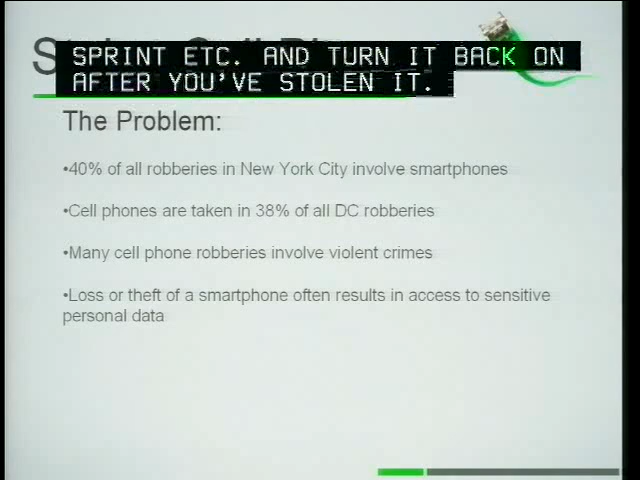 SPRINT ETC. AND TURN IT BACK ON
AFTER YOU'VE STOLEN IT.
The Problem:
•40% of all robberies in New York City involve smartphones
•Cell phones are taken in 38% of all DC robberies
•Many cell phone robberies involve violent crimes
•Loss or theft of a smartphone often results in access to sensitive
personal data